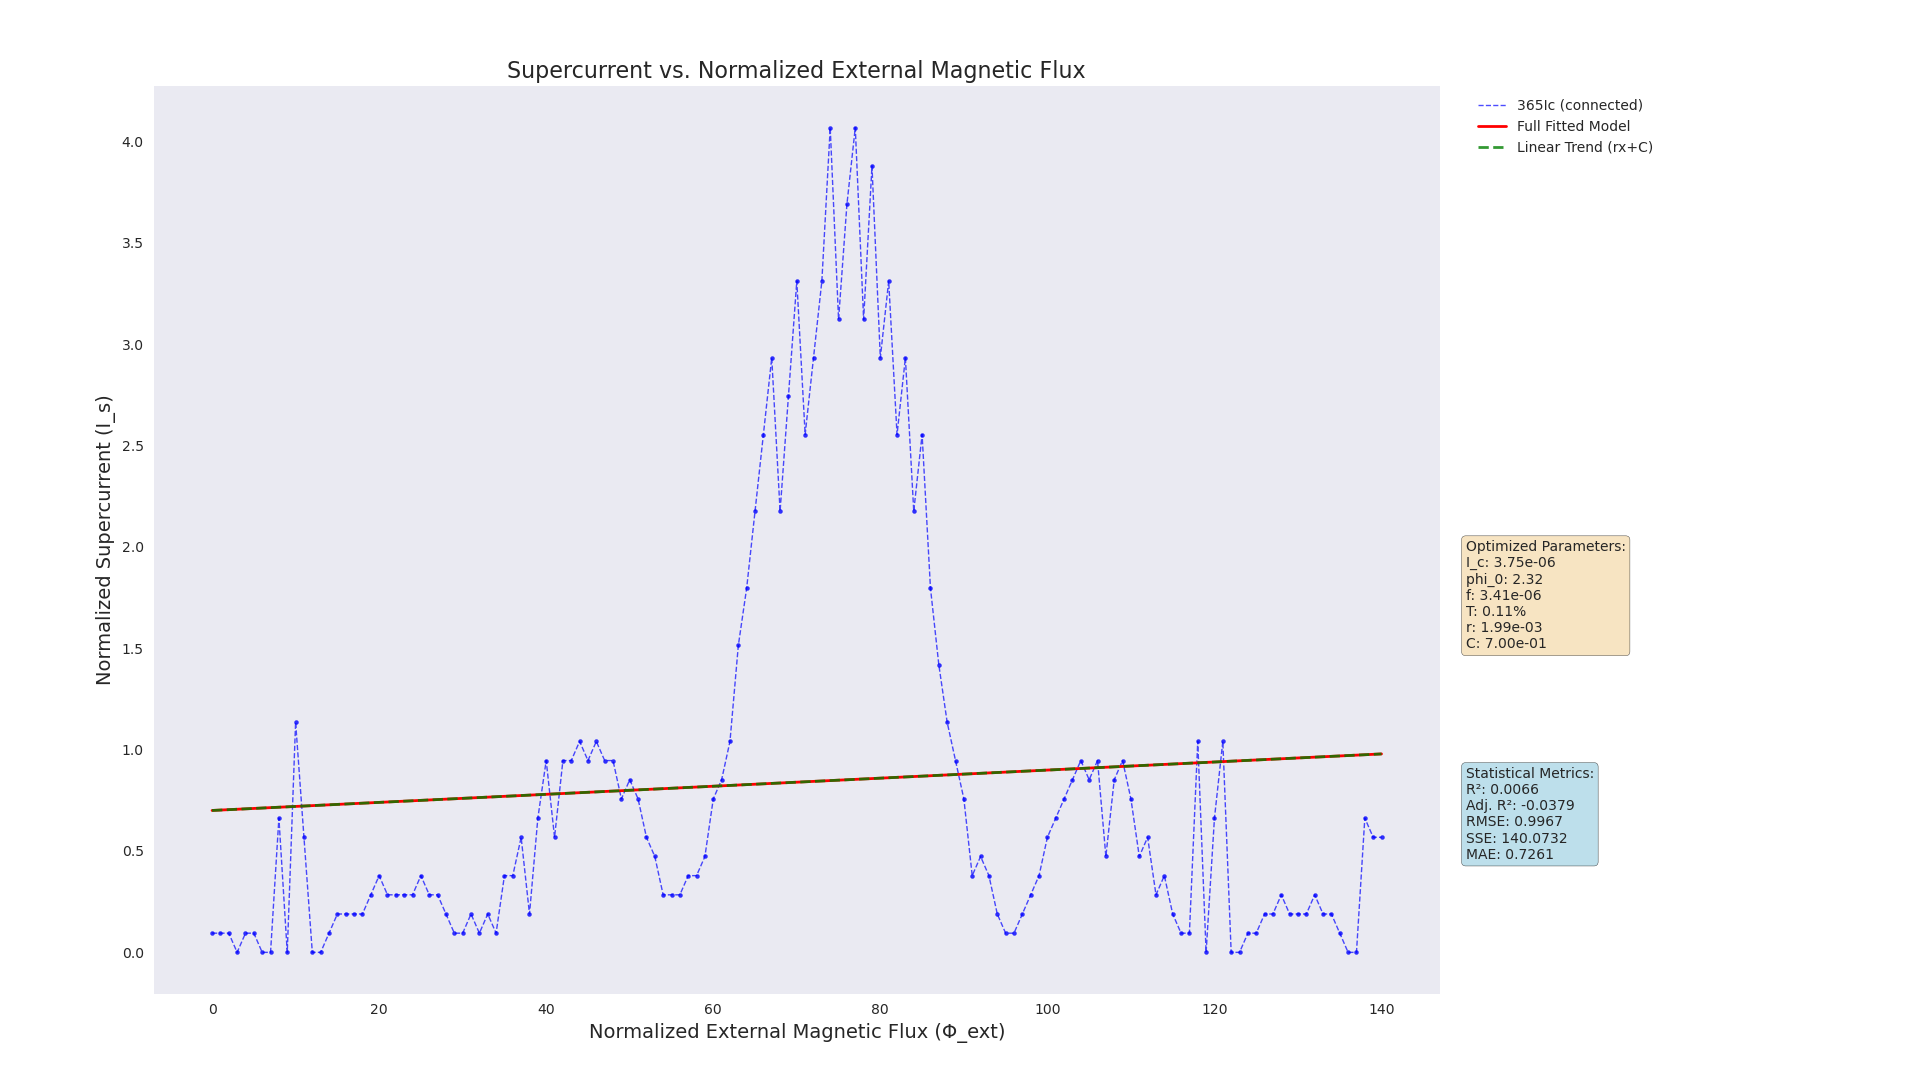 Supercurrent vs. Normalized External Magnetic Flux
365Ic (connected)
Full Fitted Model
Linear Trend (rx+C)
Normalized Supercurrent (I_s)
4.0
3.5
3.0
2.5
2.0
1.5
1.0
0.5
0.0
Optimized Parameters:
I_c: 3.75e-06
phi_0: 2.32
f: 3.41e-06
T: 0.11%
r: 1.99e-03
C: 7.00e-01
Statistical Metrics:
R²: 0.0066
Adj. R²: -0.0379
RMSE: 0.9967
SSE: 140.0732
MAE: 0.7261
0 20 40 60 80 100 120 140
Normalized External Magnetic Flux (Φ_ext)